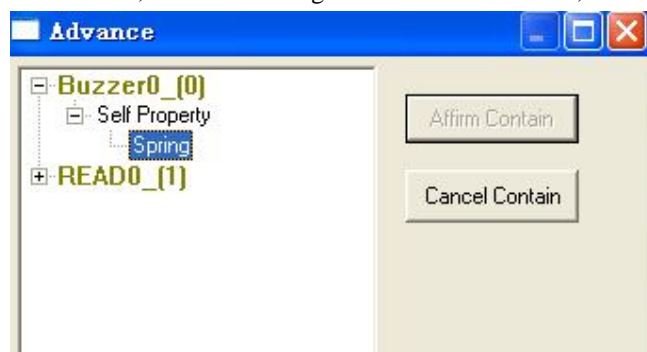 Advance
Buzzer0_(0)
Self Property
Spring
READ0_(1)
Affirm Contain
Cancel Contain